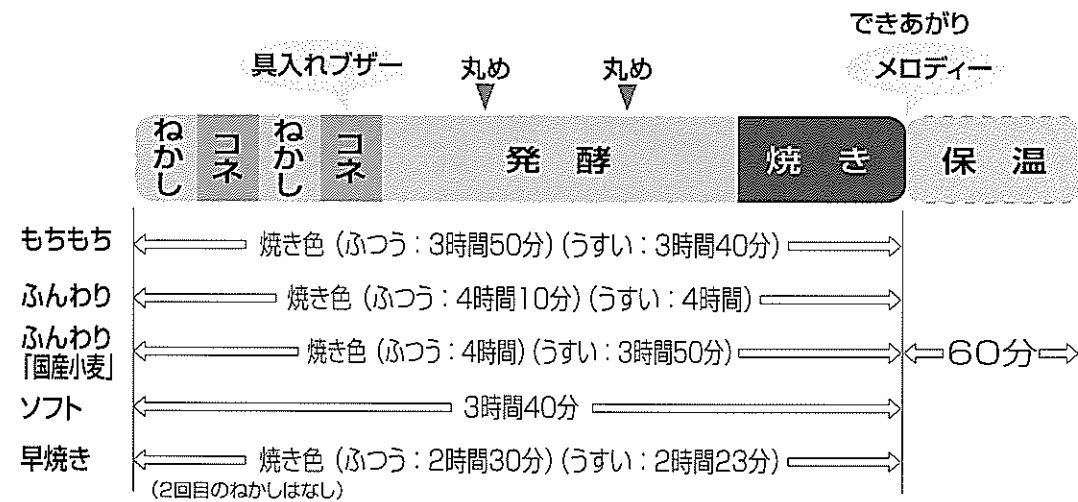 できあがり
具入れブザー 丸め 丸め メロディー
ねかし コネ ねかし コネ 発酵 焼き 保温
もちもち 焼き色(ふつう:3時間50分)(うすい:3時間40分)
ふんわり 焼き色(ふつう:4時間10分)(うすい:4時間)
ふんわり
「国産小麦」 焼き色(ふつう:4時間)(うすい:3時間50分) 60分
ソフト 3時間40分
早焼き 焼き色(ふつう:2時間30分)(うすい:2時間23分)
(2回目のねかしはなし)